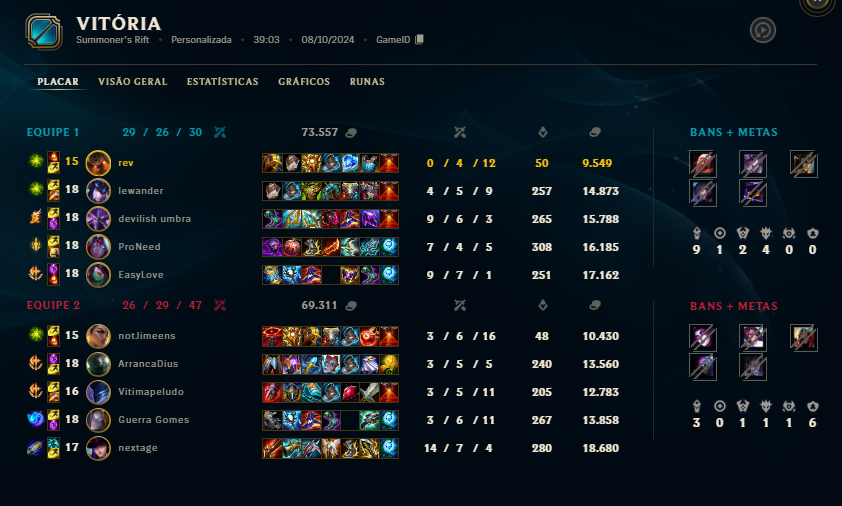 VITÓRIA
Summoner's Rift • Personalizada • 39:03 • 08/10/2024 • GameID
PLACAR VISÃO GERAL ESTATÍSTICAS GRÁFICOS RUNAS
EQUIPE 1 29 / 26 / 30 73.557 BANS + METAS
15 rev 0 / 4 / 12 50 9.549
18 lewander 4 / 5 / 9 257 14.873
18 devilish umbra 9 / 6 / 3 265 15.788
18 ProNeed 7 / 4 / 5 308 16.185
9 1 2 4 0 0
18 EasyLove 9 / 7 / 1 251 17.162
EQUIPE 2 26 / 29 / 47 69.311 BANS + METAS
15 notJimeens 3 / 6 / 16 48 10.430
18 ArrancaDius 3 / 5 / 5 240 13.560
16 Vitimapeludo 3 / 5 / 11 205 12.783
18 Guerra Gomes 3 / 6 / 11 267 13.858
3 0 1 1 1 6
17 nextage 14 / 7 / 4 280 18.680